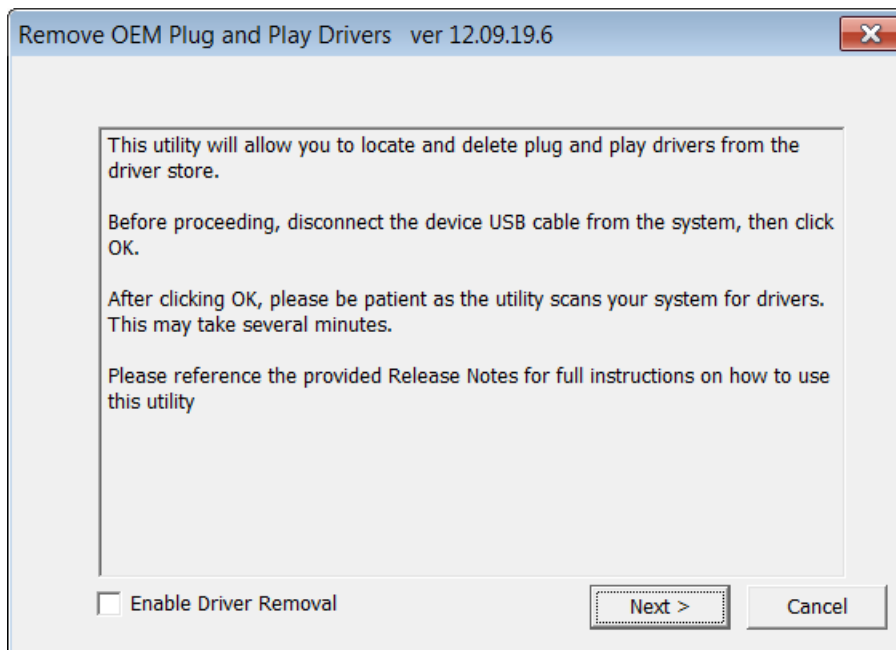 Remove OEM Plug and Play Drivers ver 12.09.19.6
This utility will allow you to locate and delete plug and play drivers from the
driver store.
Before proceeding, disconnect the device USB cable from the system, then click
OK.
After clicking OK, please be patient as the utility scans your system for drivers.
This may take several minutes.
Please reference the provided Release Notes for full instructions on how to use
this utility
Enable Driver Removal
Next >
Cancel